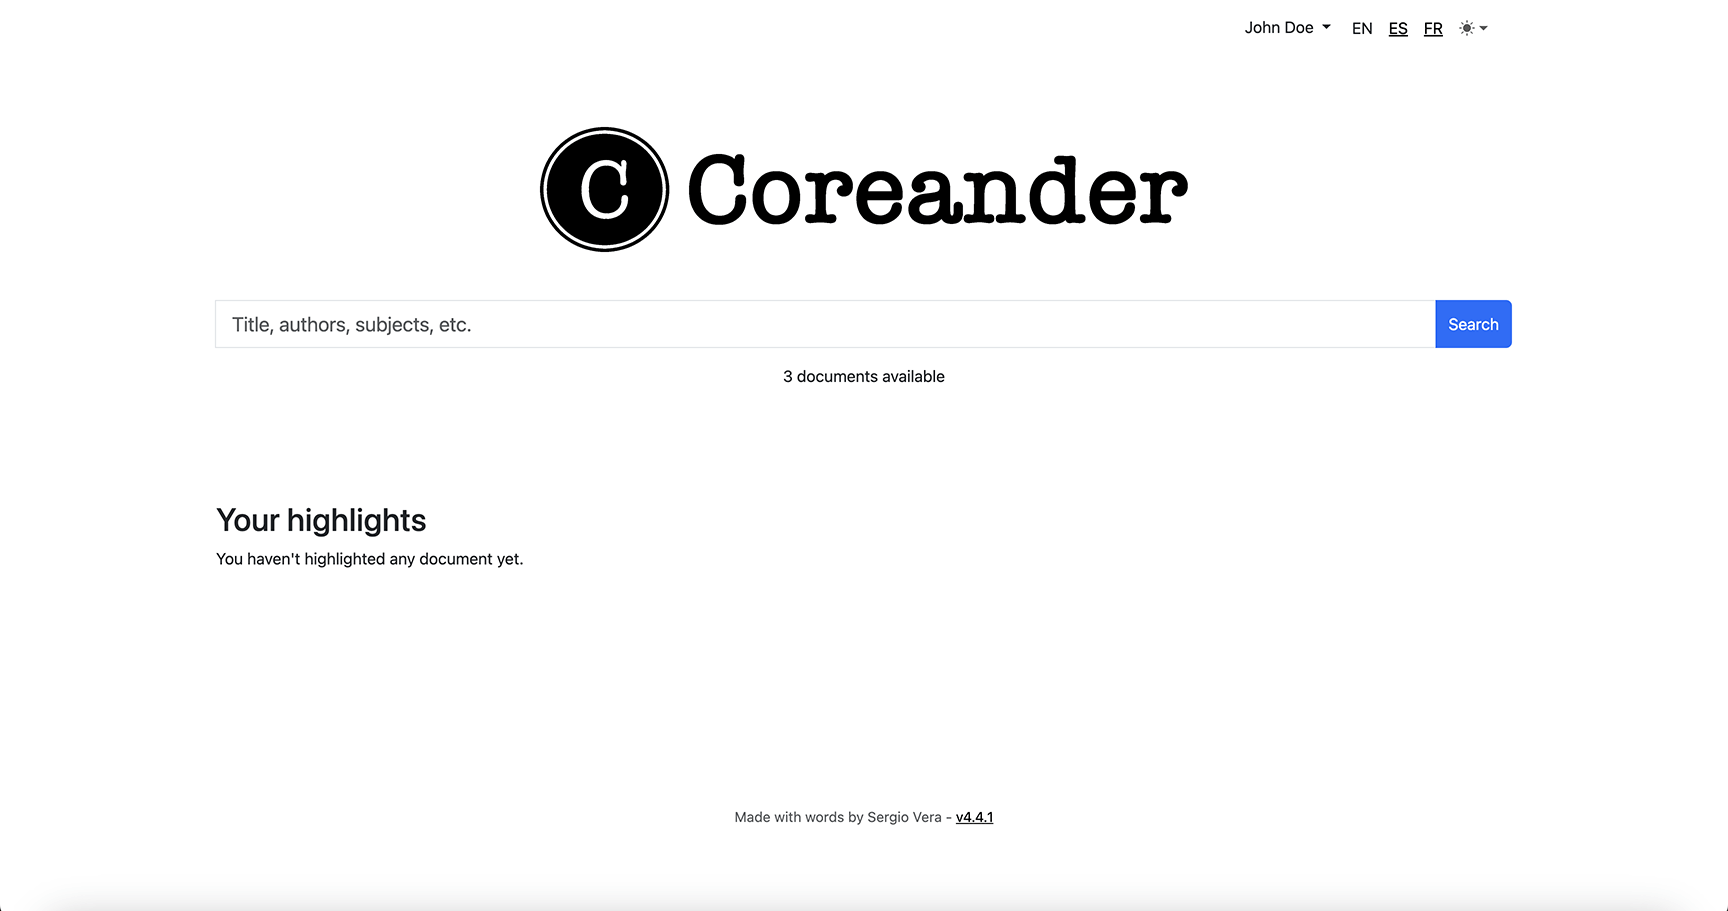 John Doe EN ES FR
C Coreander
Title, authors, subjects, etc. Search
3 documents available
Your highlights
You haven't highlighted any document yet.
Made with words by Sergio Vera - v4.4.1